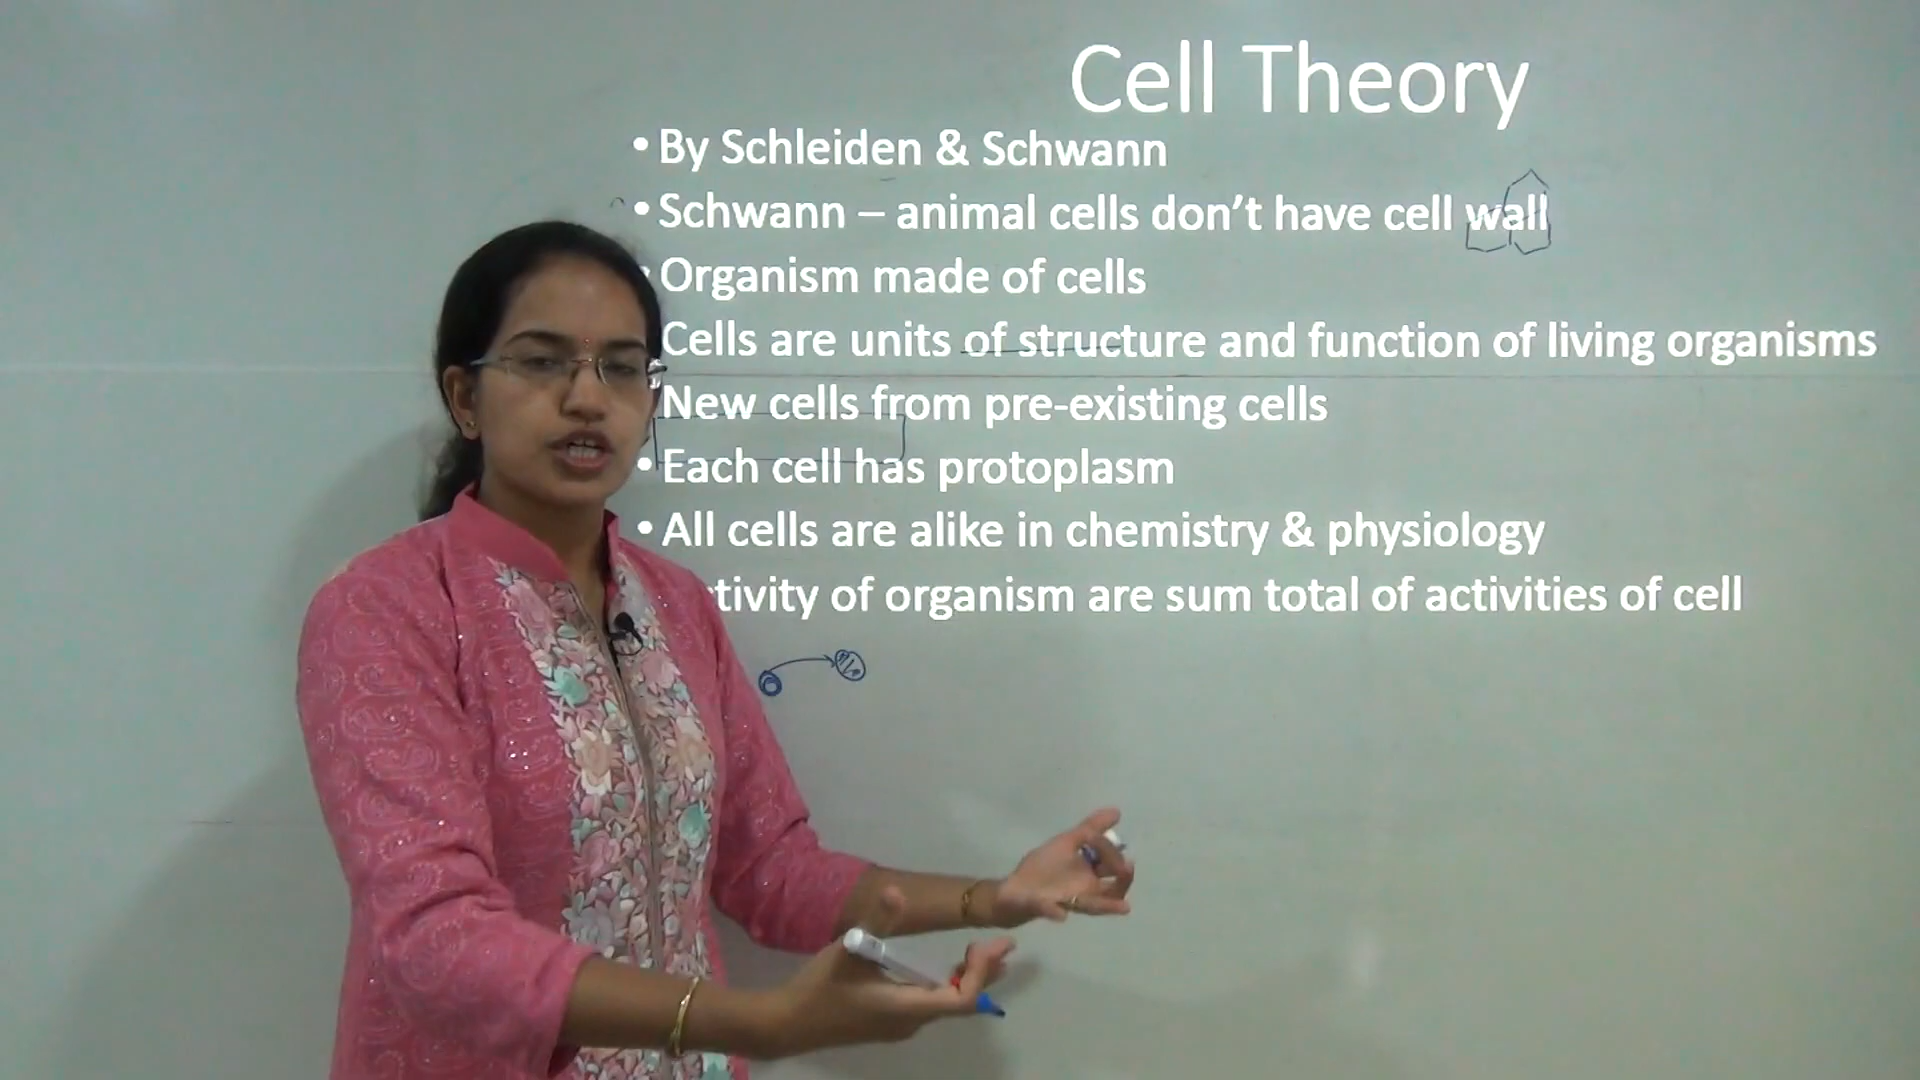 Cell Theory
• By Schleiden & Schwann
• Schwann – animal cells don't have cell wall
Organism made of cells
Cells are units of structure and function of living organisms
New cells from pre-existing cells
• Each cell has protoplasm
• All cells are alike in chemistry & physiology
of organism are sum total of activities of cell